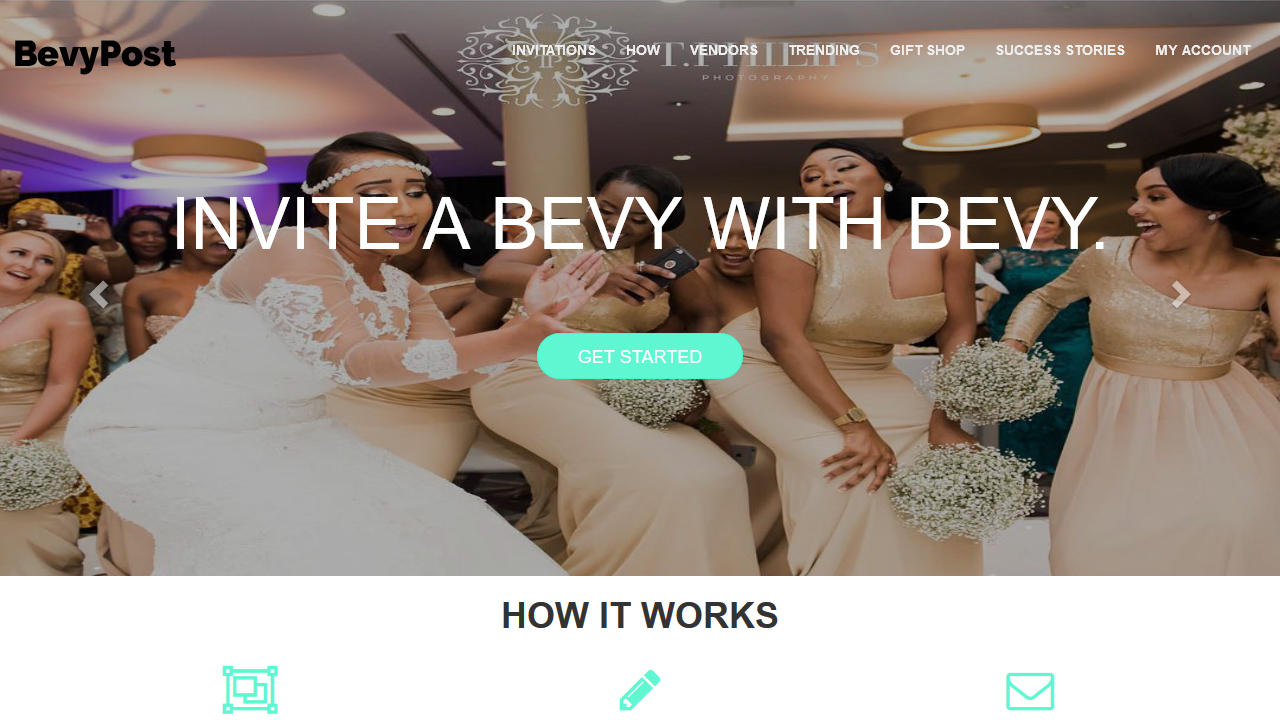 BevyPost
INVITATIONS HOW VENDORS TRENDING GIFT SHOP SUCCESS STORIES MY ACCOUNT
T.PHILIPS
PHOTOGRAPHY
INVITE A BEVY WITH BEVY.
GET STARTED
HOW IT WORKS